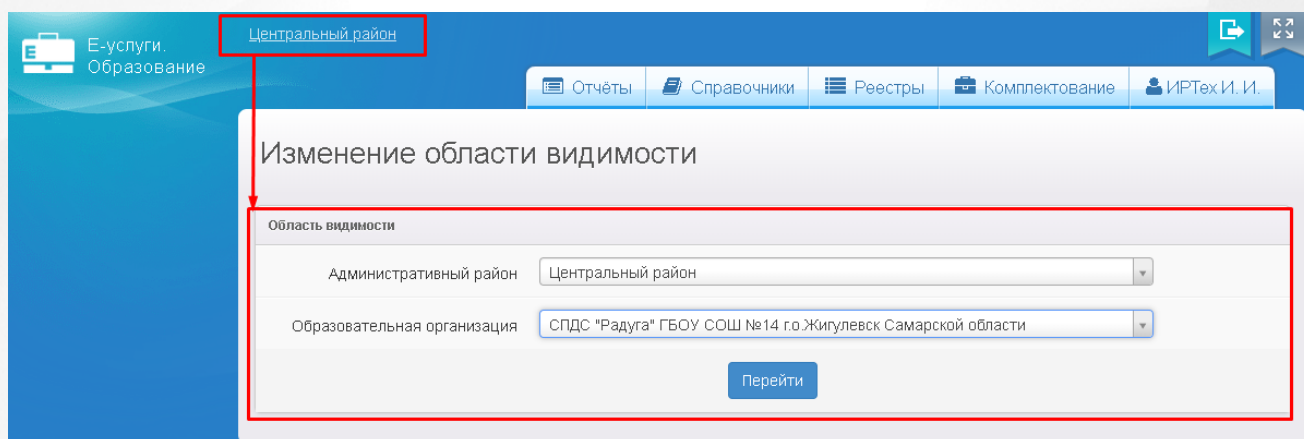 Центральный район
E
Е-услуги.
Образование
Отчёты
Справочники
Реестры
Комплектование
ИРТех И. И.
Изменение области видимости
Область видимости
Административный район
Центральный район
Образовательная организация
СПДС "Радуга" ГБОУ СОШ №14 г.о.Жигулевск Самарской области
Перейти